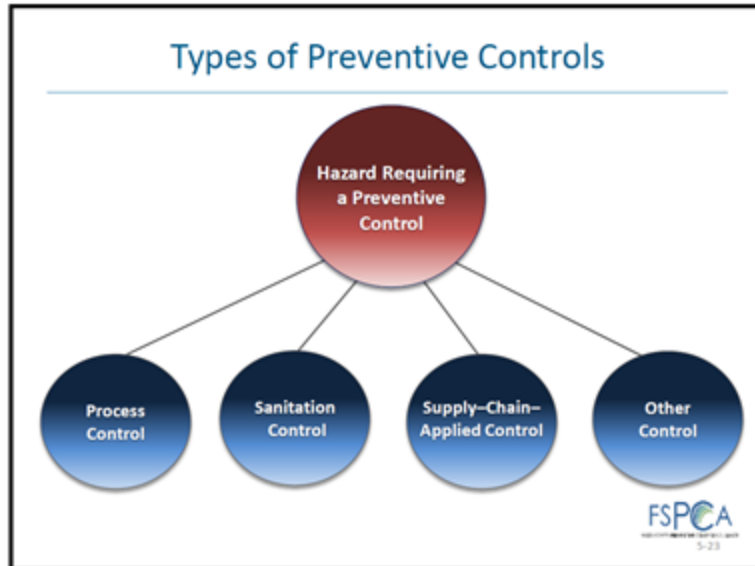 Types of Preventive Controls
Hazard Requiring
a Preventive
Control
Process
Control
Sanitation
Control
Supply–Chain–
Applied Control
Other
Control
FSPCA
5-23